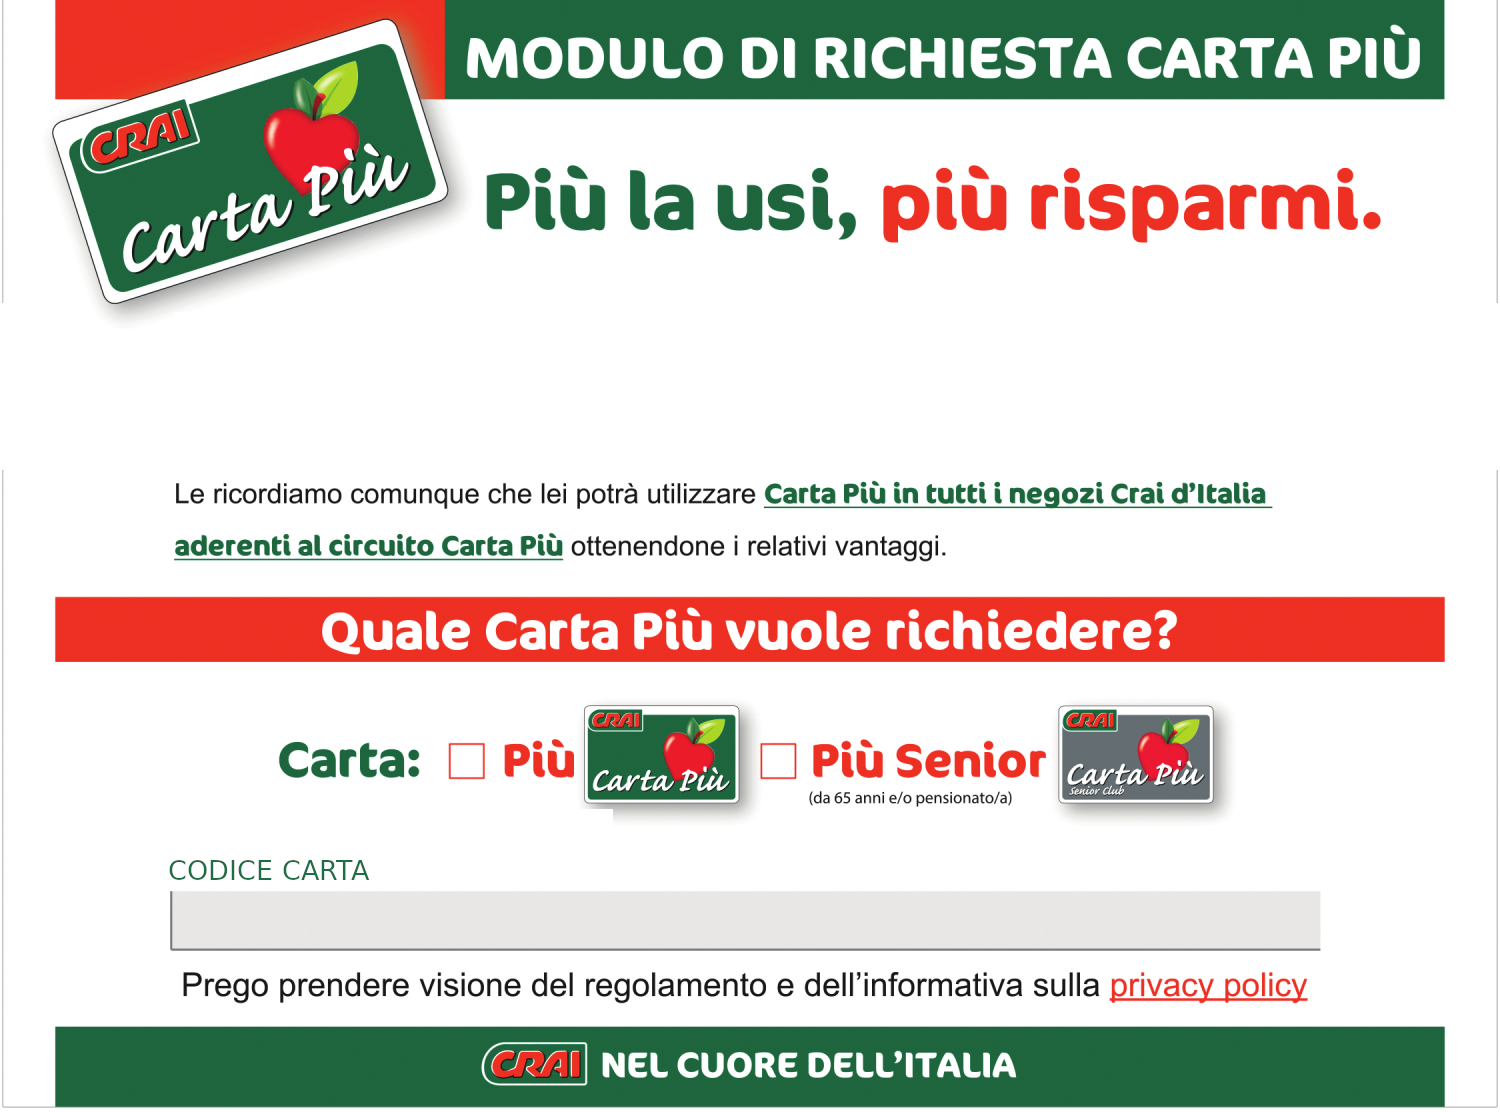 MODULO DI RICHIESTA CARTA PIÙ
CRAI
Carta Più
Più la usi, più risparmi.
Le ricordiamo comunque che lei potrà utilizzare Carta Più in tutti i negozi Crai d’Italia
aderenti al circuito Carta Più ottenendone i relativi vantaggi.
Quale Carta Più vuole richiedere?
Carta: Più
CRAI
Carta Più
Più Senior
(da 65 anni e/o pensionato/a)
CRAI
Carta Più
Senior Club
CODICE CARTA
Prego prendere visione del regolamento e dell’informativa sulla privacy policy
CRAI NEL CUORE DELL’ITALIA